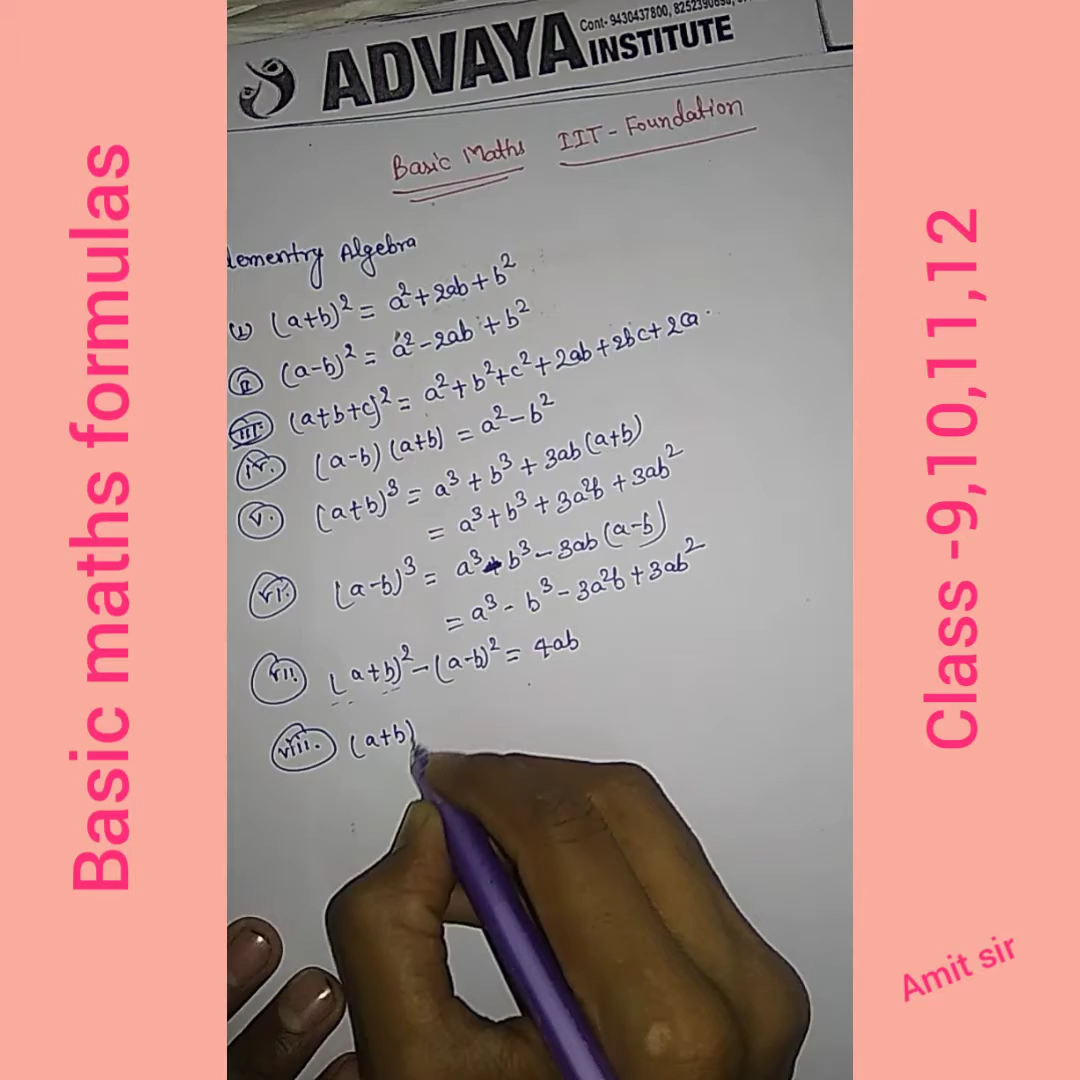 Basic maths formulas
Cont- 9430437800,
ADVAYA INSTITUTE
Basic Maths IIT - Foundation
lementry Algebra
(i) (a+b)² = a² + 2ab + b²
(ii) (a-b)² = a² - 2ab + b²
(iii) (a+b+c)² = a² + b² + c² + 2ab + 2bc + 2ca.
(iv.) (a-b) (a+b) = a² - b²
(v.) (a+b)³ = a³ + b³ + 3ab (a+b)
= a³ + b³ + 3a²b + 3ab²
(vi.) (a-b)³ = a³ - b³ - 3ab (a-b)
= a³ - b³ - 3a²b + 3ab²
(vii.) (a+b)² - (a-b)² = 4ab
(viii.) (a+b)
Class -9,10,11,12
Amit sir